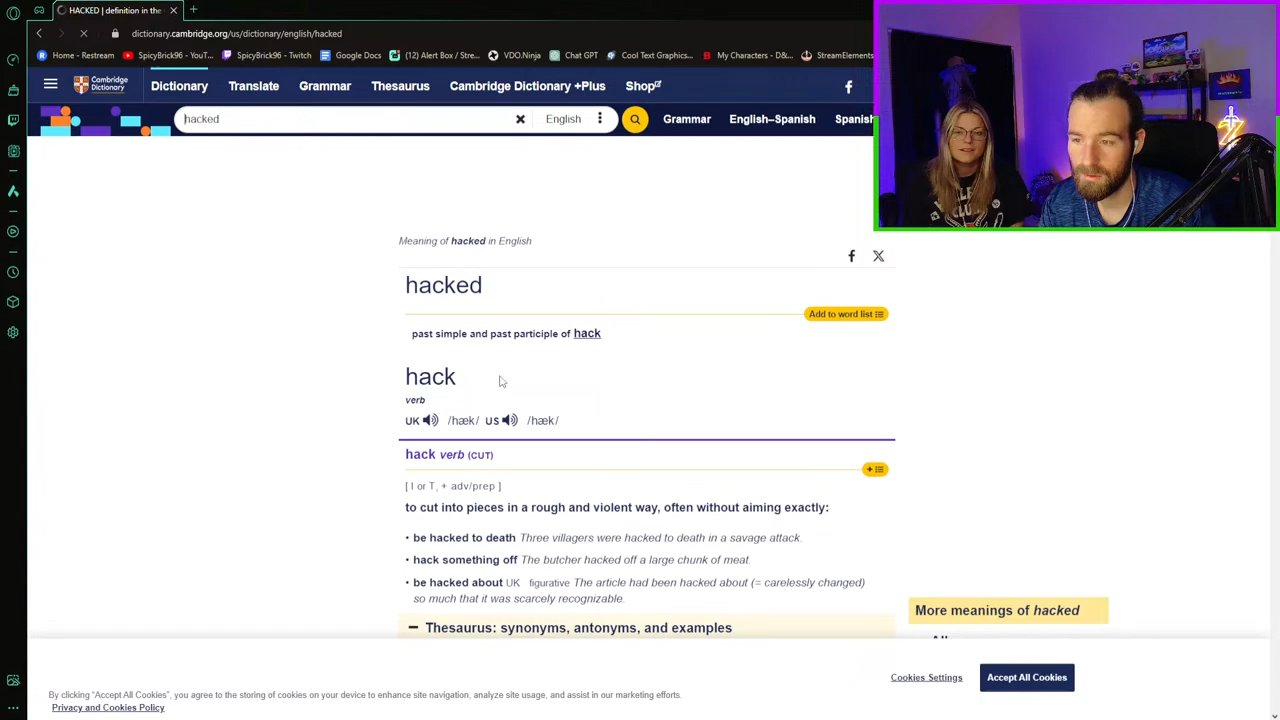 HACKED | definition in the
dictionary.cambridge.org/us/dictionary/english/hacked
Home - Restream
SpicyBrick96 - YouT...
SpicyBrick96 - Twitch
Google Docs
(12) Alert Box / Stre...
VDO.Ninja
Chat GPT
Cool Text Graphics...
My Characters - D&...
StreamElements
Cambridge Dictionary
Dictionary
Translate
Grammar
Thesaurus
Cambridge Dictionary +Plus
Shop
hacked
English
Grammar
English–Spanish
Spanish
Meaning of hacked in English
hacked
Add to word list
past simple and past participle of hack
hack
verb
UK /hæk/ US /hæk/
hack verb (CUT)
[ I or T, + adv/prep ]
to cut into pieces in a rough and violent way, often without aiming exactly:
• be hacked to death Three villagers were hacked to death in a savage attack.
• hack something off The butcher hacked off a large chunk of meat.
• be hacked about UK figurative The article had been hacked about (= carelessly changed)
so much that it was scarcely recognizable.
More meanings of hacked
All
Thesaurus: synonyms, antonyms, and examples
Cookies Settings
Accept All Cookies
By clicking “Accept All Cookies”, you agree to the storing of cookies on your device to enhance site navigation, analyze site usage, and assist in our marketing efforts.
Privacy and Cookies Policy